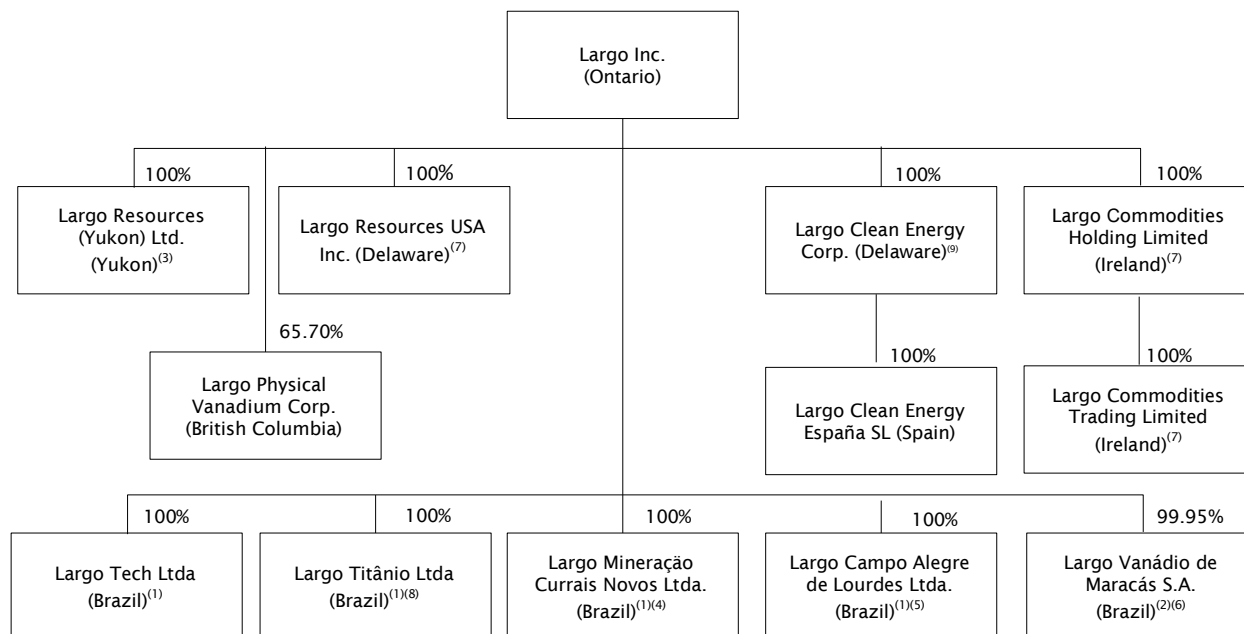 Largo Inc.
(Ontario)
100%
100%
100%
100%
Largo Resources
(Yukon) Ltd.
(Yukon)(3)
Largo Resources USA
Inc. (Delaware)(7)
Largo Clean Energy
Corp. (Delaware)(9)
Largo Commodities
Holding Limited
(Ireland)(7)
65.70%
100%
100%
Largo Physical
Vanadium Corp.
(British Columbia)
Largo Clean Energy
España SL (Spain)
Largo Commodities
Trading Limited
(Ireland)(7)
100%
100%
100%
100%
99.95%
Largo Tech Ltda
(Brazil)(1)
Largo Titânio Ltda
(Brazil)(1)(8)
Largo Mineração
Currais Novos Ltda.
(Brazil)(1)(4)
Largo Campo Alegre
de Lourdes Ltda.
(Brazil)(1)(5)
Largo Vanádio de
Maracás S.A.
(Brazil)(2)(6)